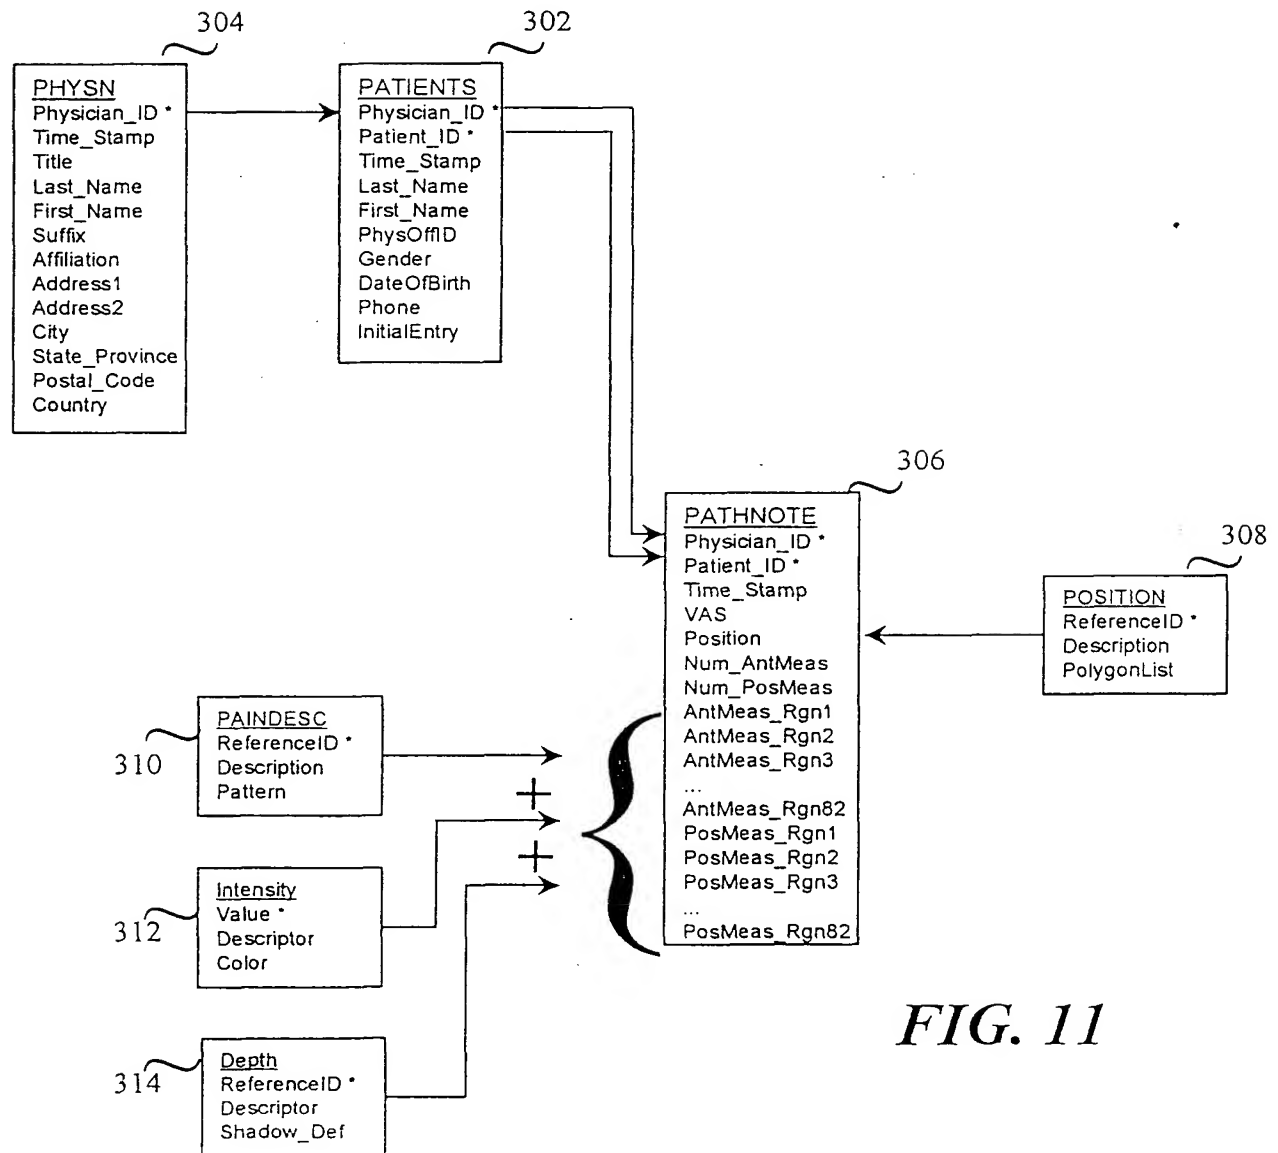 304
PHYSN
Physician_ID *
Time_Stamp
Title
Last_Name
First_Name
Suffix
Affiliation
Address1
Address2
City
State_Province
Postal_Code
Country
302
PATIENTS
Physician_ID *
Patient_ID *
Time_Stamp
Last_Name
First_Name
PhysOffID
Gender
DateOfBirth
Phone
InitialEntry
306
PATHNOTE
Physician_ID *
Patient_ID *
Time_Stamp
VAS
Position
Num_AntMeas
Num_PosMeas
AntMeas_Rgn1
AntMeas_Rgn2
AntMeas_Rgn3
...
AntMeas_Rgn82
PosMeas_Rgn1
PosMeas_Rgn2
PosMeas_Rgn3
...
PosMeas_Rgn82
308
POSITION
ReferenceID *
Description
PolygonList
310
PAINDESC
ReferenceID *
Description
Pattern
+
312
Intensity
Value *
Descriptor
Color
+
314
Depth
ReferenceID *
Descriptor
Shadow_Def
FIG. 11